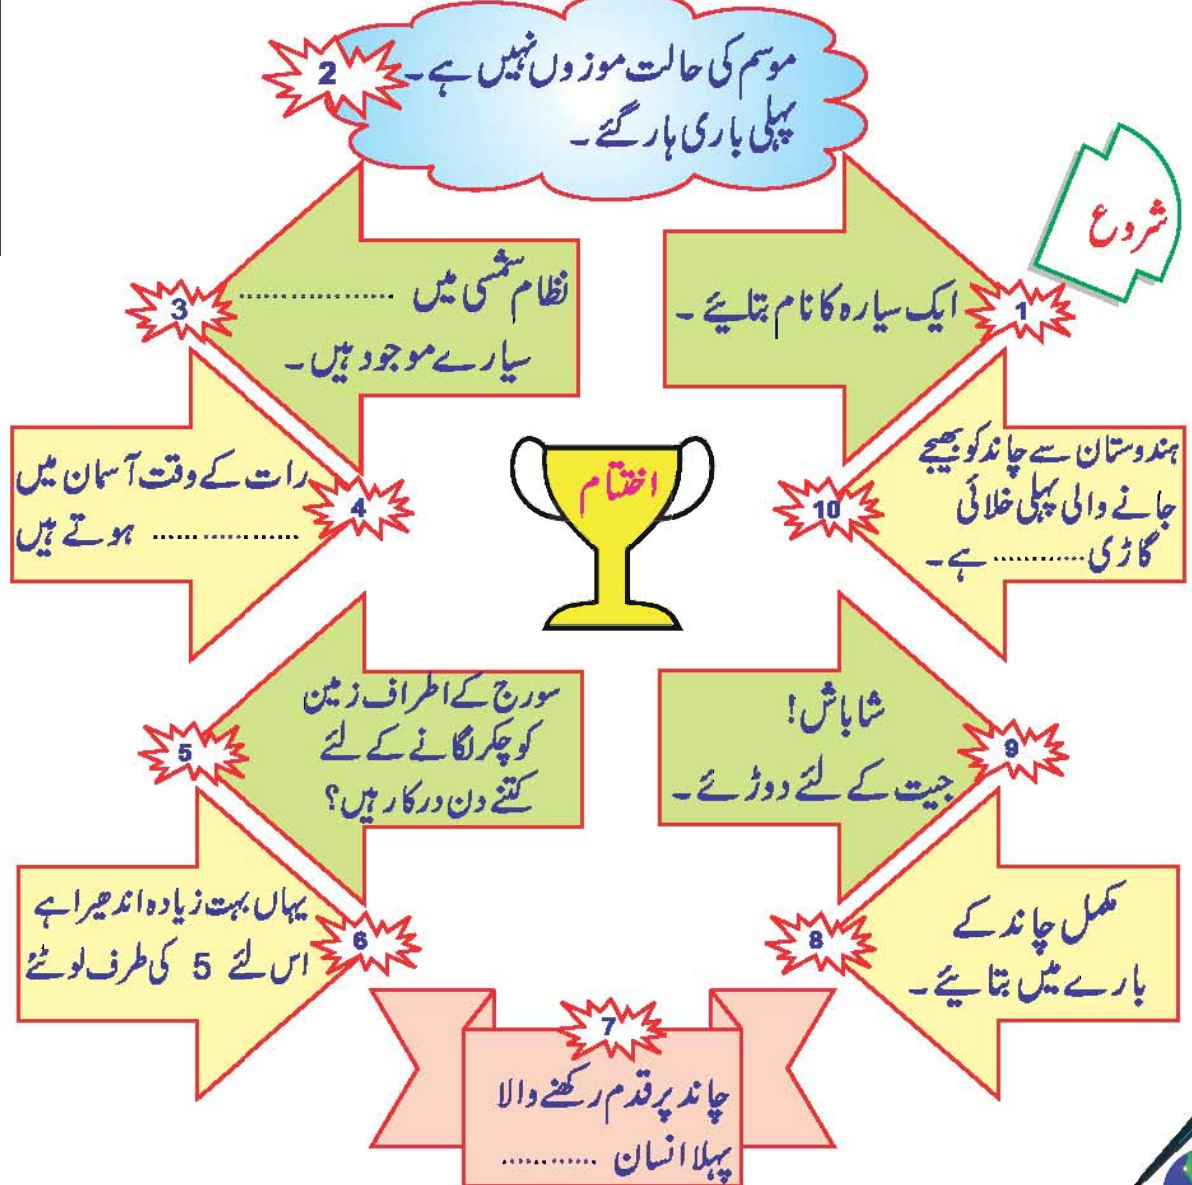 شروع
1
ایک سیارہ کا نام بتائیے ۔
2
موسم کی حالت موزوں نہیں ہے ۔
پہلی باری ہار گئے ۔
3
نظام شمسی میں ..................
سیارے موجود ہیں ۔
4
رات کے وقت آسمان میں
.................. ہوتے ہیں
5
سورج کے اطراف زمین
کو چکر لگانے کے لئے
کتنے دن درکار ہیں؟
6
یہاں بہت زیادہ اندھیرا ہے
اس لئے 5 کی طرف لوٹئے
7
چاند پر قدم رکھنے والا
پہلا انسان ............
8
مکمل چاند کے
بارے میں بتائیے ۔
9
شاباش!
جیت کے لئے دوڑئے ۔
10
ہندوستان سے چاند کو بھیجے
جانے والی پہلی خلائی
گاڑی ............ ہے ۔
اختتام